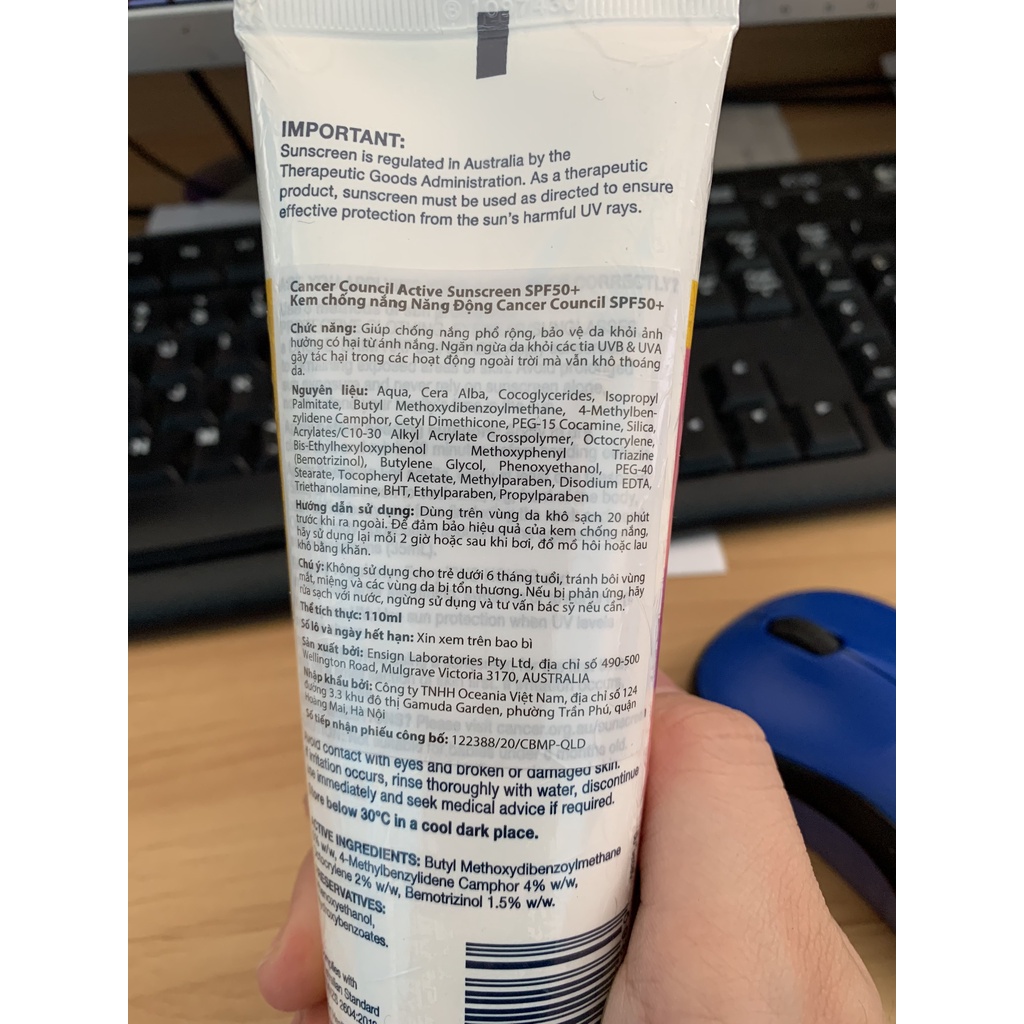 IMPORTANT:
Sunscreen is regulated in Australia by the
Therapeutic Goods Administration. As a therapeutic
product, sunscreen must be used as directed to ensure
effective protection from the sun's harmful UV rays.
Cancer Council Active Sunscreen SPF50+
Kem chống nắng Năng Động Cancer Council SPF50+
Chức năng: Giúp chống nắng phổ rộng, bảo vệ da khỏi ảnh
hưởng có hại từ ánh nắng. Ngăn ngừa da khỏi các tia UVB & UVA
gây tác hại trong các hoạt động ngoài trời mà vẫn khô thoáng
da.
Nguyên liệu: Aqua, Cera Alba, Cocoglycerides, Isopropyl
Palmitate, Butyl Methoxydibenzoylmethane, 4-Methylben-
zylidene Camphor, Cetyl Dimethicone, PEG-15 Cocamine, Silica,
Acrylates/C10-30 Alkyl Acrylate Crosspolymer, Octocrylene,
Bis-Ethylhexyloxyphenol Methoxyphenyl Triazine
(Bemotrizinol), Butylene Glycol, Phenoxyethanol, PEG-40
Stearate, Tocopheryl Acetate, Methylparaben, Disodium EDTA,
Triethanolamine, BHT, Ethylparaben, Propylparaben
Hướng dẫn sử dụng: Dùng trên vùng da khô sạch 20 phút
trước khi ra ngoài. Để đảm bảo hiệu quả của kem chống nắng,
hãy sử dụng lại mỗi 2 giờ hoặc sau khi bơi, đổ mồ hôi hoặc lau
khô bằng khăn.
Chú ý: Không sử dụng cho trẻ dưới 6 tháng tuổi, tránh bôi vùng
mắt, miệng và các vùng da bị tổn thương. Nếu bị phản ứng, hãy
rửa sạch với nước, ngừng sử dụng và tư vấn bác sỹ nếu cần.
Thể tích thực: 110ml
Số lô và ngày hết hạn: Xin xem trên bao bì
Sản xuất bởi: Ensign Laboratories Pty Ltd, địa chỉ số 490-500
Wellington Road, Mulgrave Victoria 3170, AUSTRALIA
Nhập khẩu bởi: Công ty TNHH Oceania Việt Nam, địa chỉ số 124
đường 3.3 khu đô thị Gamuda Garden, phường Trần Phú, quận
Hoàng Mai, Hà Nội
Số tiếp nhận phiếu công bố: 122388/20/CBMP-QLD
contact with eyes and broken or damaged skin.
irritation occurs, rinse thoroughly with water, discontinue
immediately and seek medical advice if required.
below 30°C in a cool dark place.
INGREDIENTS: Butyl Methoxydibenzoylmethane
w/w, 4-Methylbenzylidene Camphor 4% w/w,
2% w/w, Bemotrizinol 1.5% w/w.
with
Standard